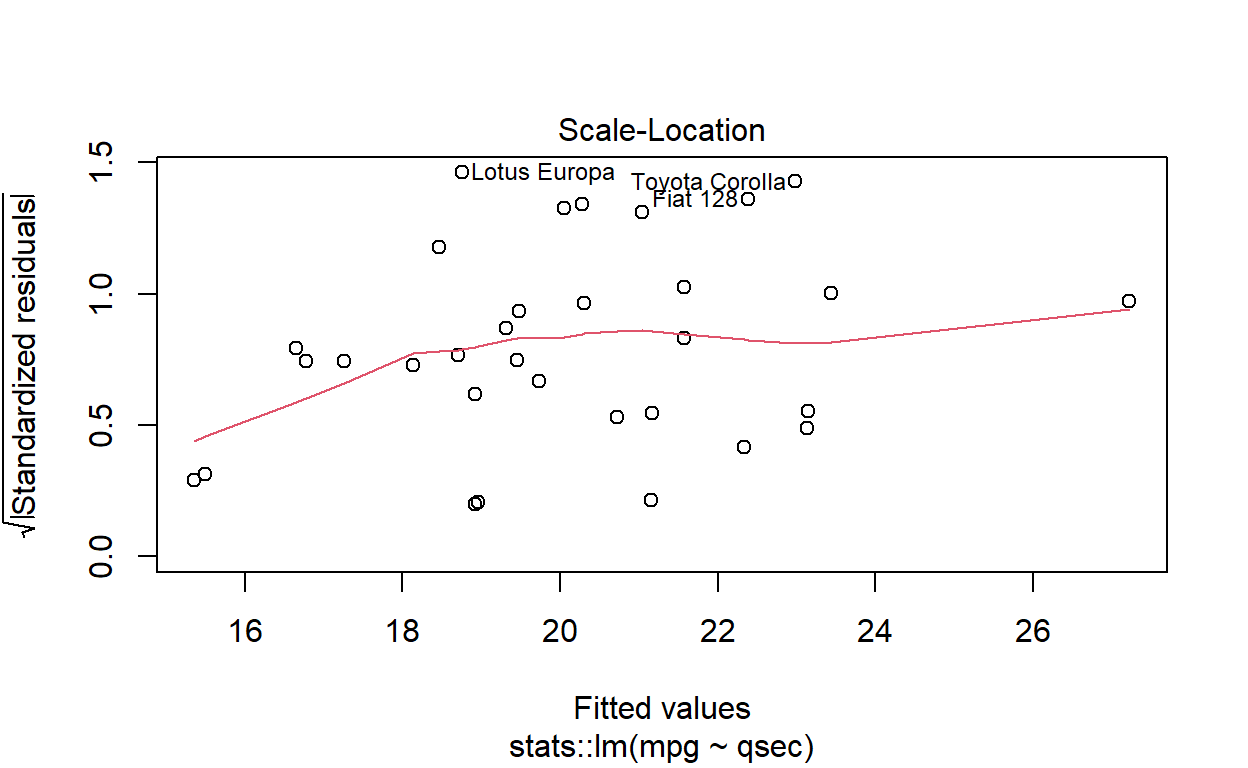 Scale-Location
√|Standardized residuals|
1.5
1.0
0.5
0.0
Lotus Europa
Toyota Corolla
Fiat 128
16 18 20 22 24 26
Fitted values
stats::lm(mpg ~ qsec)